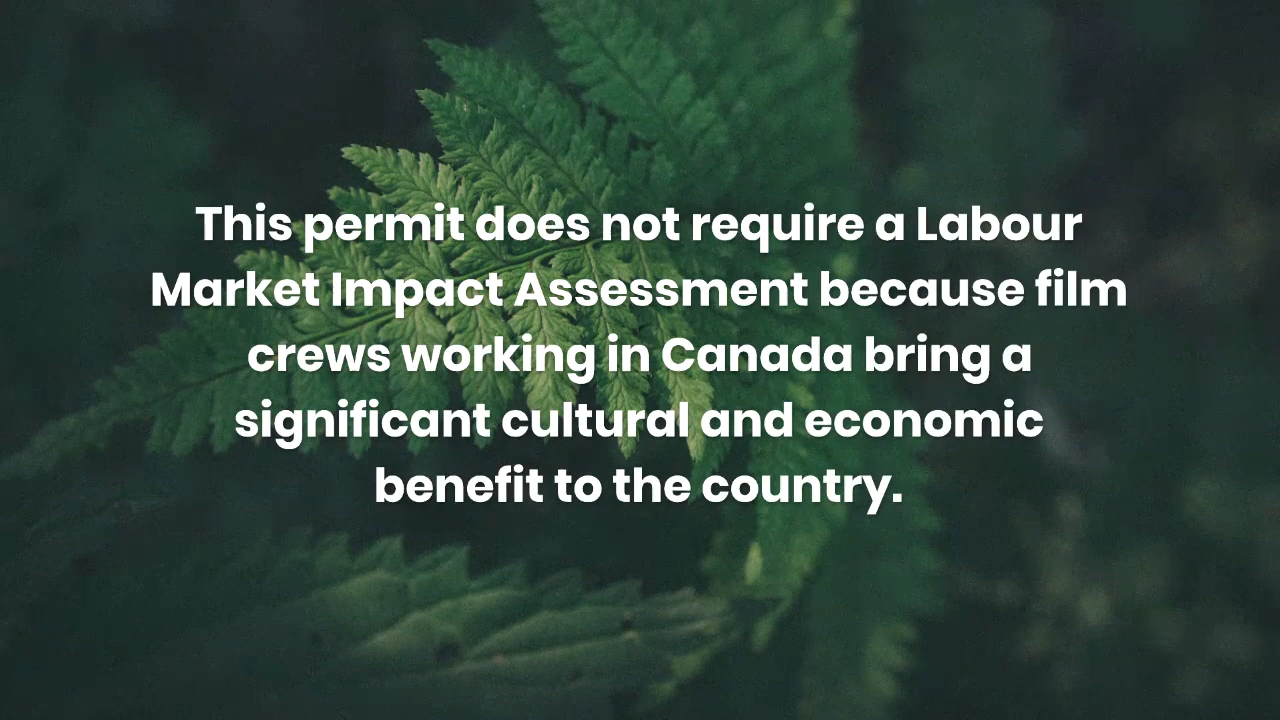 This permit does not require a Labour
Market Impact Assessment because film
crews working in Canada bring a
significant cultural and economic
benefit to the country.